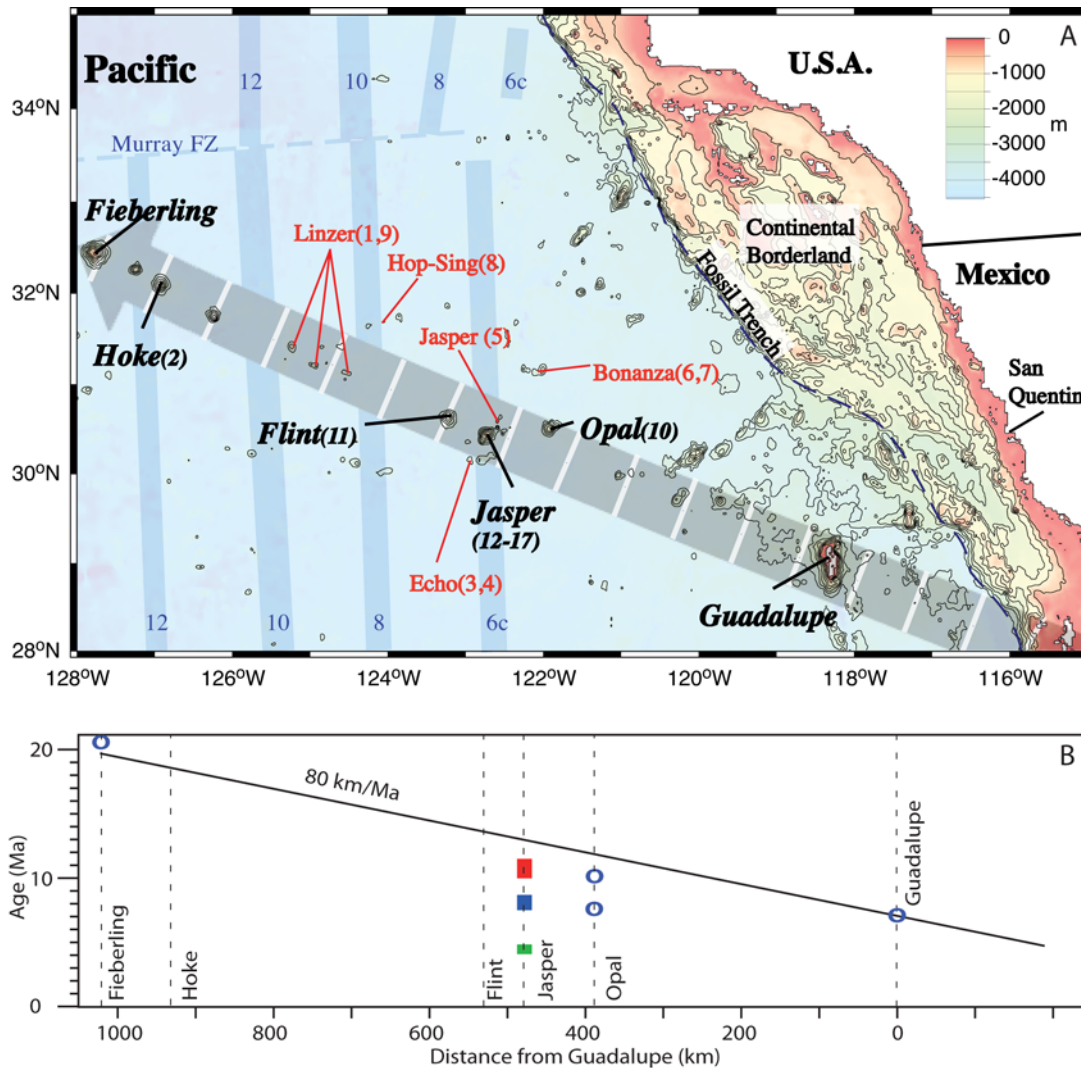 A
Pacific
U.S.A.
0
-1000
-2000
m
-3000
-4000
12
10
8
6c
34°N
Murray FZ
Fieberling
Linzer(1,9)
Hop-Sing(8)
Continental
Borderland
Mexico
32°N
Fossil Trench
Hoke(2)
Jasper (5)
Bonanza(6,7)
San
Quentin
Flint(11)
Opal(10)
30°N
Jasper
(12-17)
Echo(3,4)
Guadalupe
12
10
8
6c
28°N
128°W
126°W
124°W
122°W
120°W
118°W
116°W
B
20
80 km/Ma
10
0
Age (Ma)
Fieberling
Hoke
Flint
Jasper
Opal
Guadalupe
1000
800
600
400
200
0
Distance from Guadalupe (km)